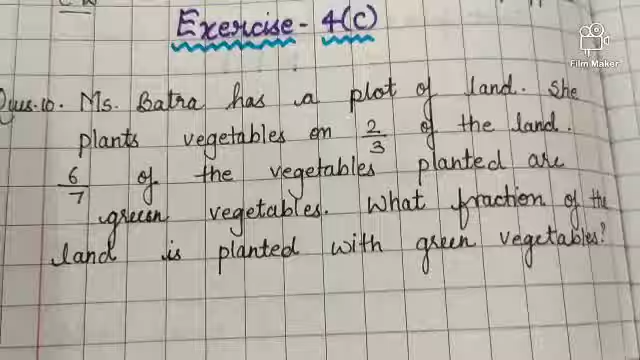 Exercise - 4(c)
Film Maker
Ques.10. Ms. Batra has a plot of land. She
plants vegetables on 2/3 of the land.
6/7 of the vegetables planted are
green vegetables. What fraction of the
land is planted with green vegetables?